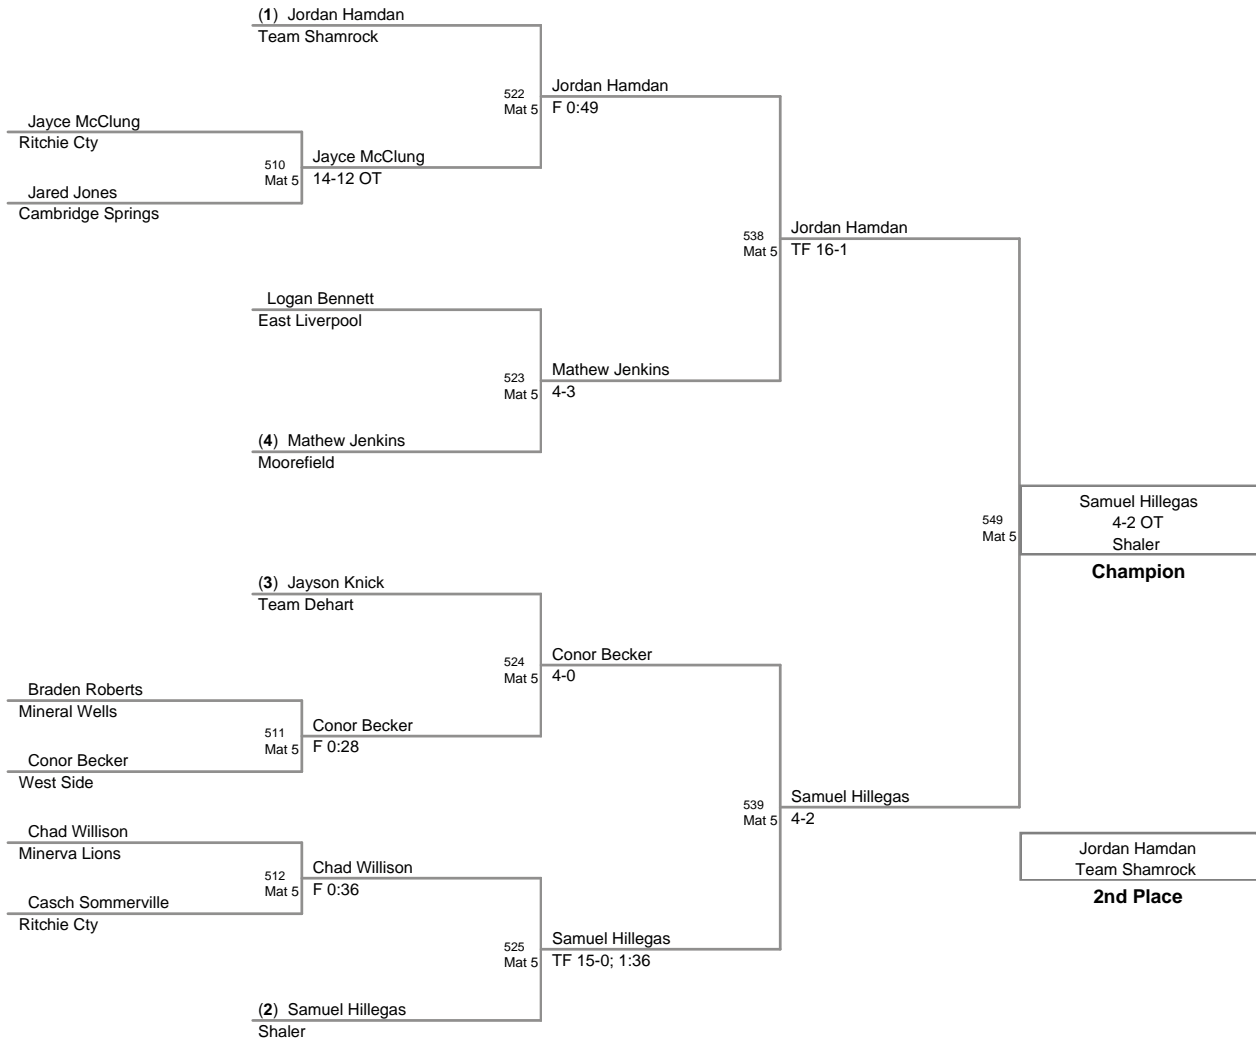 (1) Jordan Hamdan
Team Shamrock
522
Mat 5
Jordan Hamdan
F 0:49
Jayce McClung
Ritchie Cty
510
Mat 5
Jayce McClung
14-12 OT
Jared Jones
Cambridge Springs
538
Mat 5
Jordan Hamdan
TF 16-1
Logan Bennett
East Liverpool
523
Mat 5
Mathew Jenkins
4-3
(4) Mathew Jenkins
Moorefield
549
Mat 5
Samuel Hillegas
4-2 OT
Shaler
Champion
(3) Jayson Knick
Team Dehart
524
Mat 5
Conor Becker
4-0
Braden Roberts
Mineral Wells
511
Mat 5
Conor Becker
F 0:28
Conor Becker
West Side
539
Mat 5
Samuel Hillegas
4-2
Chad Willison
Minerva Lions
512
Mat 5
Chad Willison
F 0:36
Casch Sommerville
Ritchie Cty
525
Mat 5
Samuel Hillegas
TF 15-0; 1:36
(2) Samuel Hillegas
Shaler
Jordan Hamdan
Team Shamrock
2nd Place